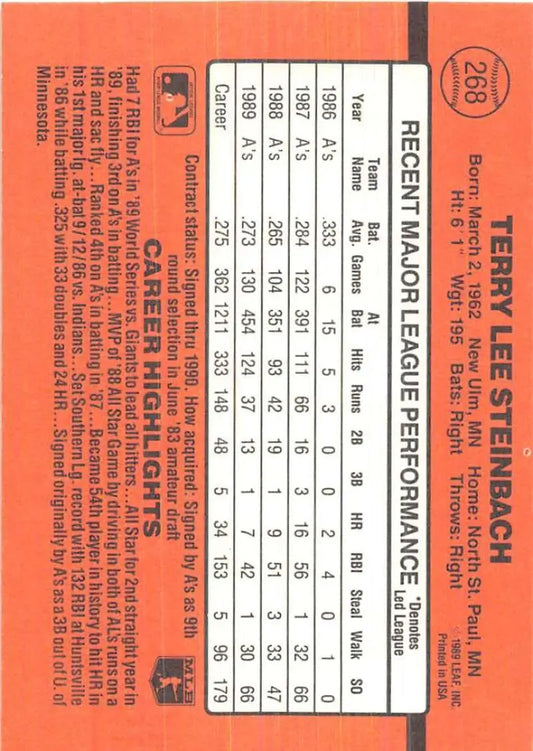 268
TERRY LEE STEINBACH
Born: March 2, 1962 New Ulm, MN Home: North St. Paul, MN
Ht: 6' 1" Wgt: 195 Bats: Right Throws: Right
© 1989 LEAF, INC.
Printed in USA
RECENT MAJOR LEAGUE PERFORMANCE
*Denotes
Led League
Year Team Name Bat. Avg. Games At Bat Hits Runs 2B 3B HR RBI Steal Walk SO
1986 A's .333 6 15 5 3 0 0 2 4 0 1 0
1987 A's .284 122 391 111 66 16 3 16 56 1 32 66
1988 A's .265 104 351 93 42 19 1 9 51 3 33 47
1989 A's .273 130 454 124 37 13 1 7 42 1 30 66
Career .275 362 1211 333 148 48 5 34 153 5 96 179
Contract status: Signed thru 1990. How acquired: Signed by A's as 9th
round selection in June '83 amateur draft
CAREER HIGHLIGHTS
MLB
Had 7 RBI for A's in '89 World Series vs. Giants to lead all hitters...All Star for 2nd straight year in
'89, finishing 3rd on A's in batting...MVP of '88 All Star Game by driving in both of AL's runs on a
HR and sac fly...Ranked 4th on A's in batting in '87...Became 54th player in history to hit HR in
his 1st major lg. at-bat 9/12/86 vs. Indians...Set Southern Lg. record with 132 RBI at Huntsville
in '86 while batting .325 with 33 doubles and 24 HR...Signed originally by A's as a 3B out of U. of
Minnesota.